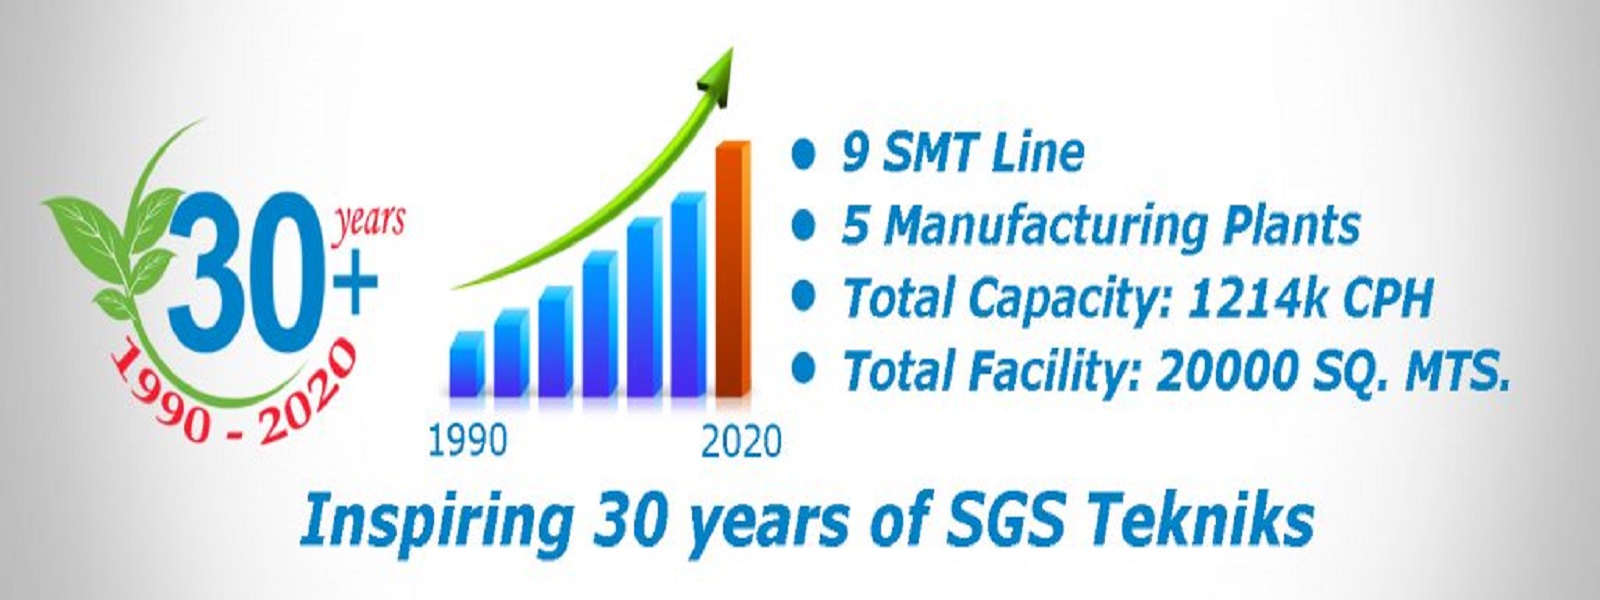 30+
years
1990 - 2020
1990
2020
• 9 SMT Line
• 5 Manufacturing Plants
• Total Capacity: 1214k CPH
• Total Facility: 20000 SQ. MTS.
Inspiring 30 years of SGS Tekniks